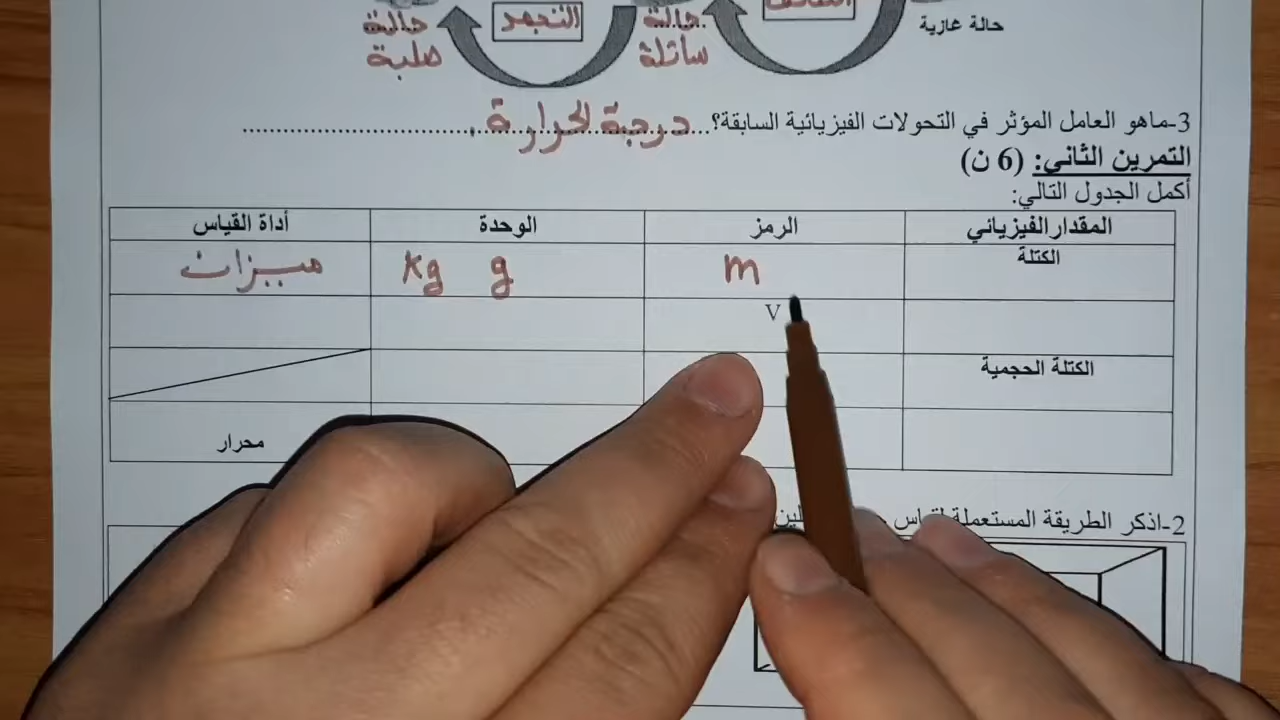 التجمد
حالة غازية
حالة
سائلة
حالة
صلبة
3-ماهو العامل المؤثر في التحولات الفيزيائية السابقة؟ درجة الحرارة
التمرين الثاني: (6 ن)
أكمل الجدول التالي:
المقدار الفيزيائي الرمز الوحدة أداة القياس
الكتلة m g kg ميزان
V
الكتلة الحجمية
محرار
2-اذكر الطريقة المستعملة لقياس